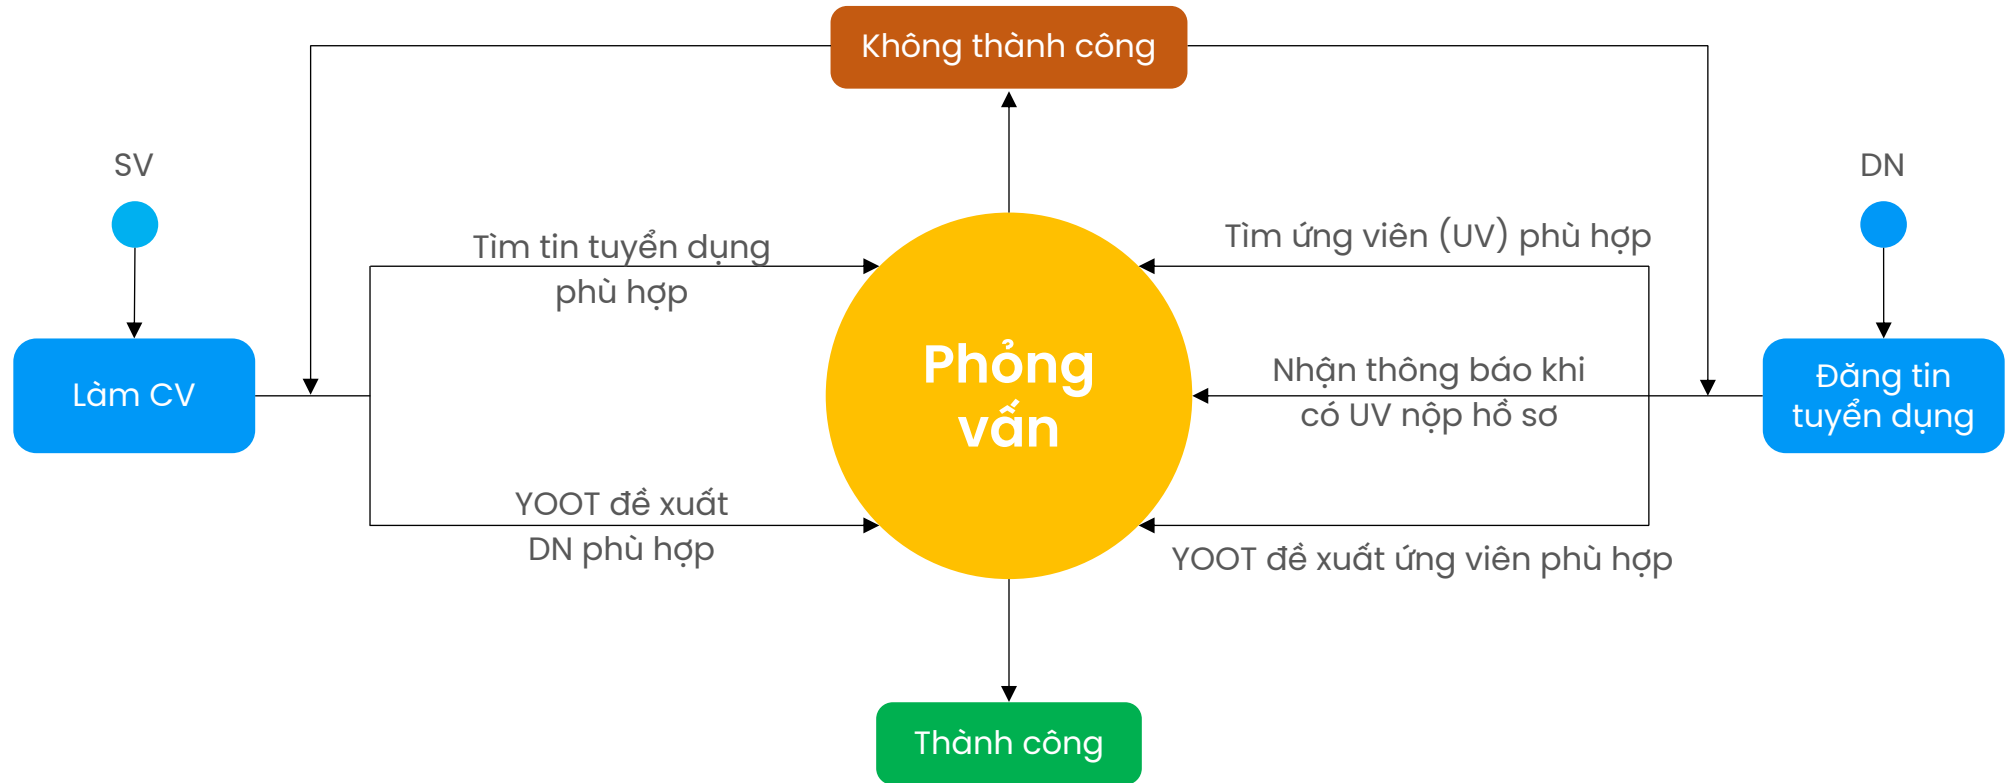 Không thành công
SV
DN
Tìm tin tuyển dụng
phù hợp
Tìm ứng viên (UV) phù hợp
Làm CV
Phỏng
vấn
Nhận thông báo khi
có UV nộp hồ sơ
Đăng tin
tuyển dụng
YOOT đề xuất
DN phù hợp
YOOT đề xuất ứng viên phù hợp
Thành công